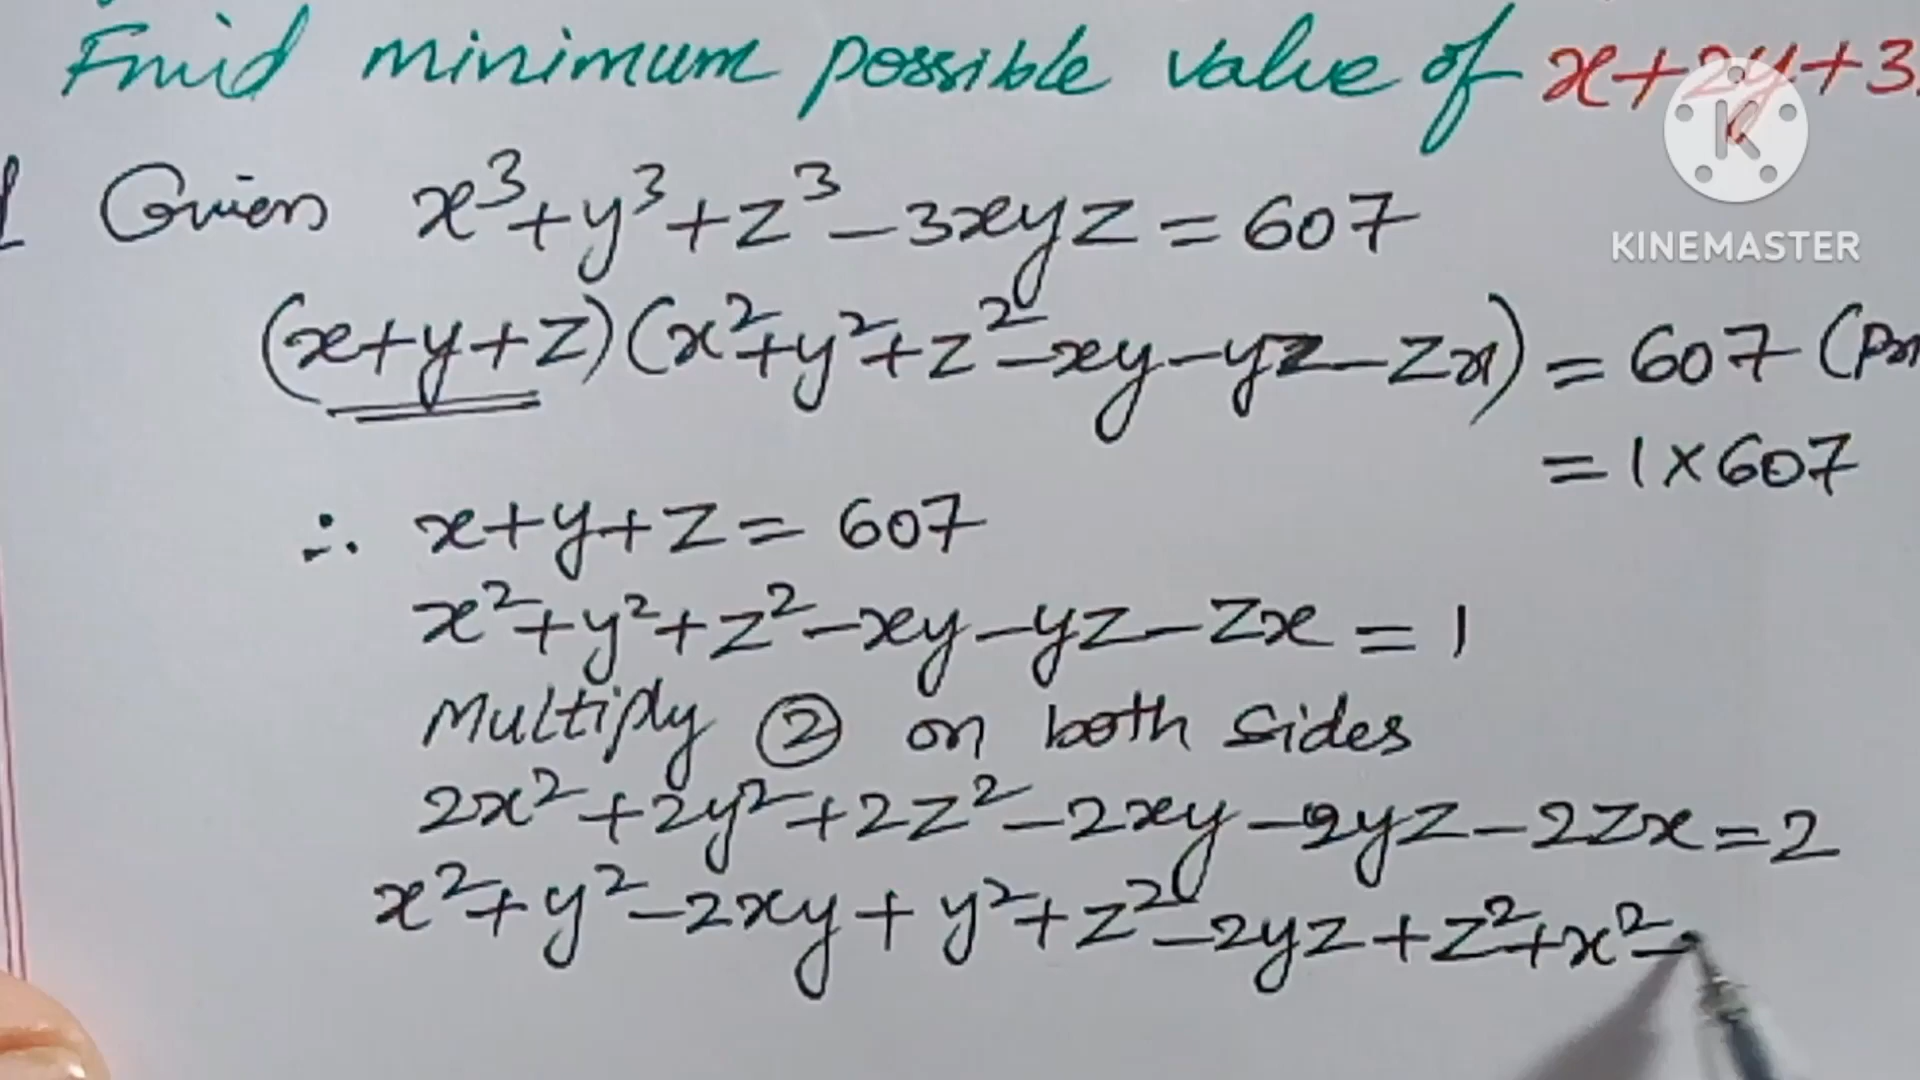 Find minimum possible value of x+2y+3
Given x³+y³+z³-3xyz=607
KINEMASTER
(x+y+z)(x²+y²+z²-xy-yz-zx)=607
=1×607
∴ x+y+z=607
x²+y²+z²-xy-yz-zx=1
Multiply ② on both sides
2x²+2y²+2z²-2xy-2yz-2zx=2
x²+y²-2xy+y²+z²-2yz+z²+x²-